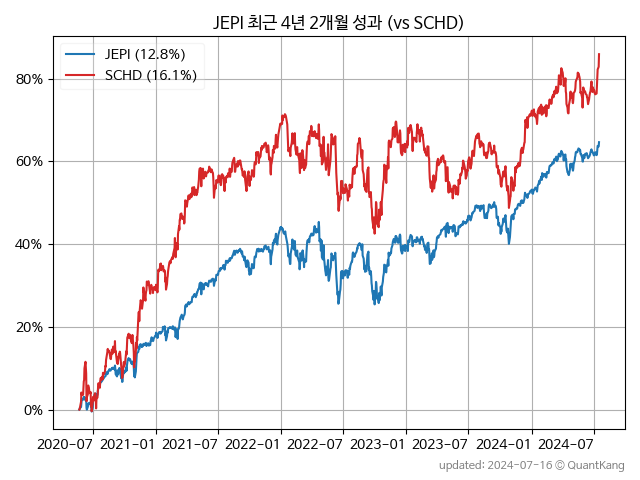 JEPI 최근 4년 2개월 성과 (vs SCHD)
JEPI (12.8%)
SCHD (16.1%)
80%
60%
40%
20%
0%
2020-07 2021-01 2021-07 2022-01 2022-07 2023-01 2023-07 2024-01 2024-07
updated: 2024-07-16 © QuantKang